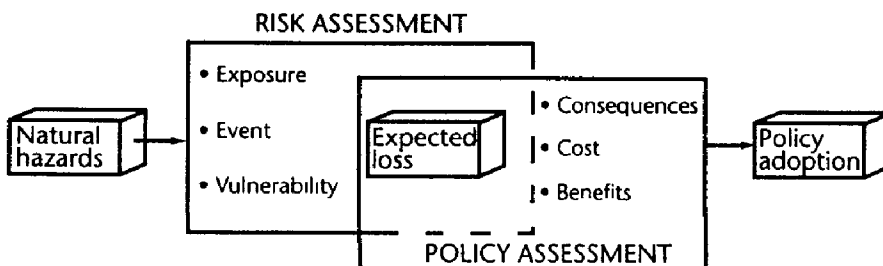 RISK ASSESSMENT
• Exposure
• Event
• Vulnerability
Natural
hazards
Expected
loss
• Consequences
• Cost
• Benefits
Policy
adoption
POLICY ASSESSMENT